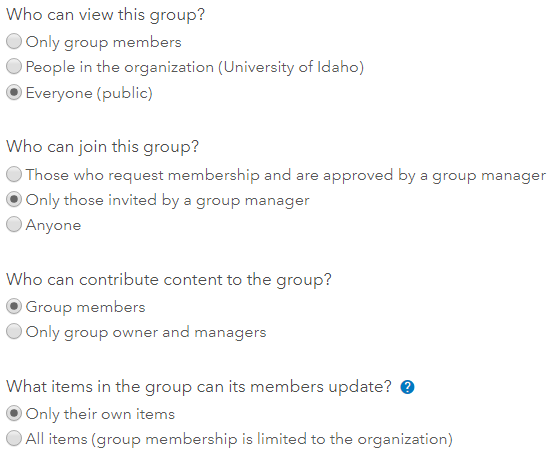 Who can view this group?
Only group members
People in the organization (University of Idaho)
Everyone (public)
Who can join this group?
Those who request membership and are approved by a group manager
Only those invited by a group manager
Anyone
Who can contribute content to the group?
Group members
Only group owner and managers
What items in the group can its members update? ?
Only their own items
All items (group membership is limited to the organization)